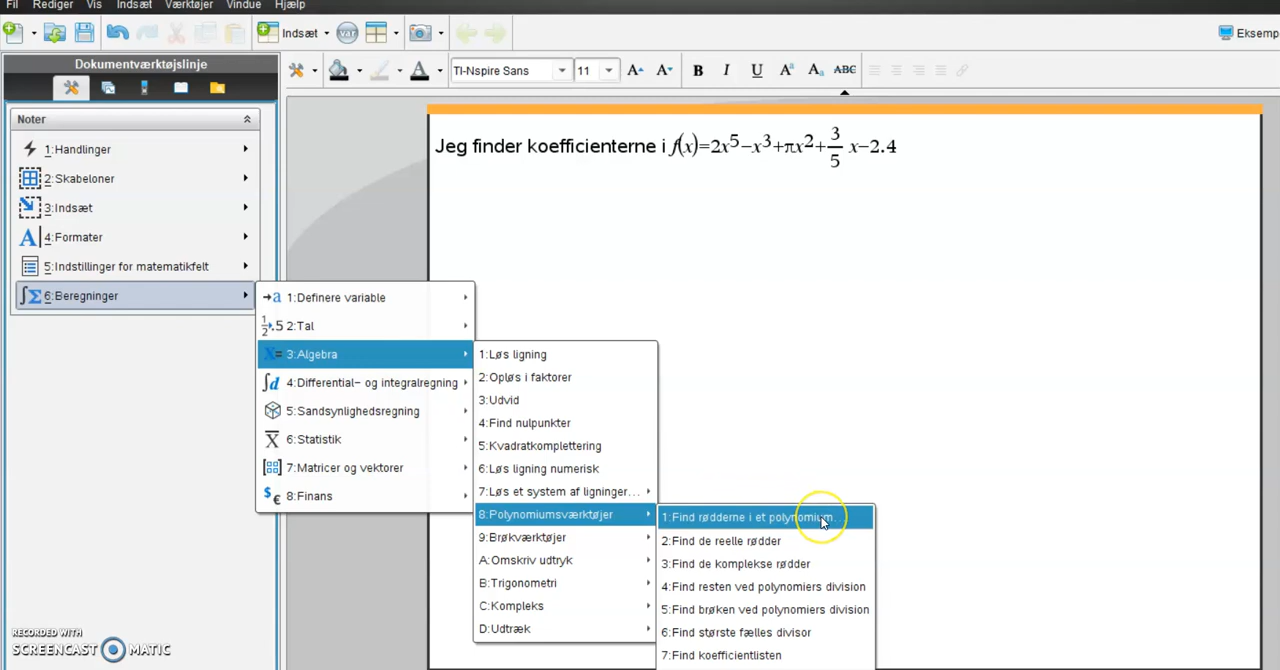 Fil Rediger Vis Indsæt Værktøjer Vindue Hjælp
Indsæt
var
Eksemp
Dokumentværktøjslinje
TI-Nspire Sans 11 A A B I U Aa Aa ABC
Noter
1:Handlinger
2:Skabeloner
3:Indsæt
4:Formater
5:Indstillinger for matematikfelt
6:Beregninger
Jeg finder koefficienterne i f(x)=2x⁵−x³+πx²+3/5 x−2.4
1:Definere variable
2:Tal
3:Algebra
4:Differential- og integralregning
5:Sandsynlighedsregning
6:Statistik
7:Matricer og vektorer
8:Finans
1:Løs ligning
2:Opløs i faktorer
3:Udvid
4:Find nulpunkter
5:Kvadratkomplettering
6:Løs ligning numerisk
7:Løs et system af ligninger...
8:Polynomiumsværktøjer
9:Brøkværktøjer
A:Omskriv udtryk
B:Trigonometri
C:Kompleks
D:Udtræk
1:Find rødderne i et polynomium...
2:Find de reelle rødder
3:Find de komplekse rødder
4:Find resten ved polynomiers division
5:Find brøken ved polynomiers division
6:Find største fælles divisor
7:Find koefficientlisten
RECORDED WITH
SCREENCAST MATIC